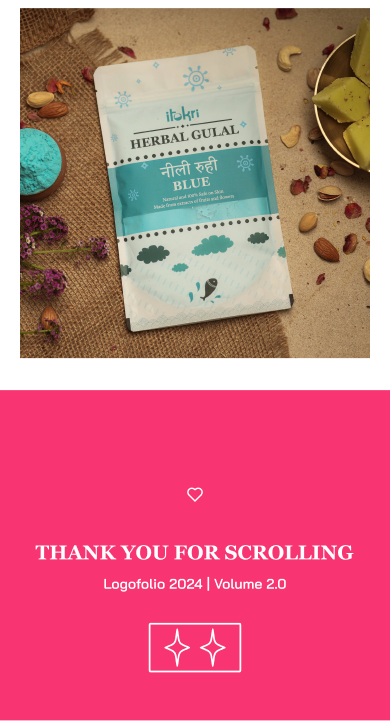 itokri
HERBAL GULAL
नीली रुही
BLUE
Natural and 100% Safe on Skin
Made from extracts of fruits and flowers
THANK YOU FOR SCROLLING
Logofolio 2024 | Volume 2.0